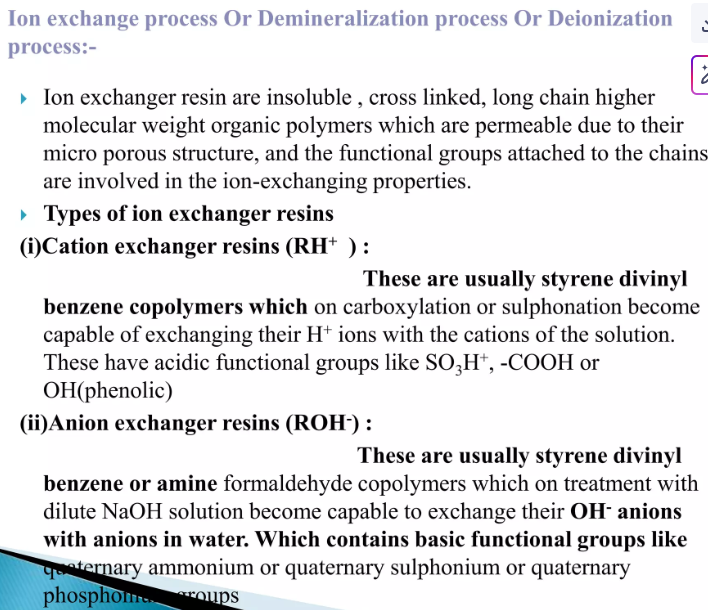 Ion exchange process Or Demineralization process Or Deionization
process:-
Ion exchanger resin are insoluble , cross linked, long chain higher
molecular weight organic polymers which are permeable due to their
micro porous structure, and the functional groups attached to the chains
are involved in the ion-exchanging properties.
Types of ion exchanger resins
(i)Cation exchanger resins (RH⁺ ) :
These are usually styrene divinyl
benzene copolymers which on carboxylation or sulphonation become
capable of exchanging their H⁺ ions with the cations of the solution.
These have acidic functional groups like SO₃H⁺, -COOH or
OH(phenolic)
(ii)Anion exchanger resins (ROH⁻) :
These are usually styrene divinyl
benzene or amine formaldehyde copolymers which on treatment with
dilute NaOH solution become capable to exchange their OH⁻ anions
with anions in water. Which contains basic functional groups like
quaternary ammonium or quaternary sulphonium or quaternary
groups